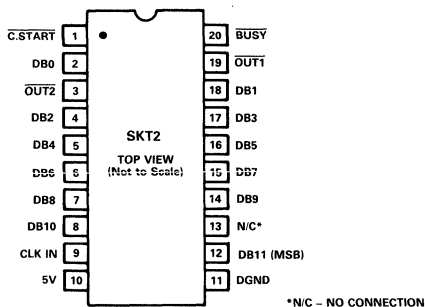 C.START 1 20 BUSY
DB0 2 19 OUT1
OUT2 3 18 DB1
DB2 4 17 DB3
SKT2
DB4 5 16 DB5
TOP VIEW
DB6 6 (Not to Scale) 15 DB7
DB8 7 14 DB9
DB10 8 13 N/C*
CLK IN 9 12 DB11 (MSB)
5V 10 11 DGND
*N/C – NO CONNECTION